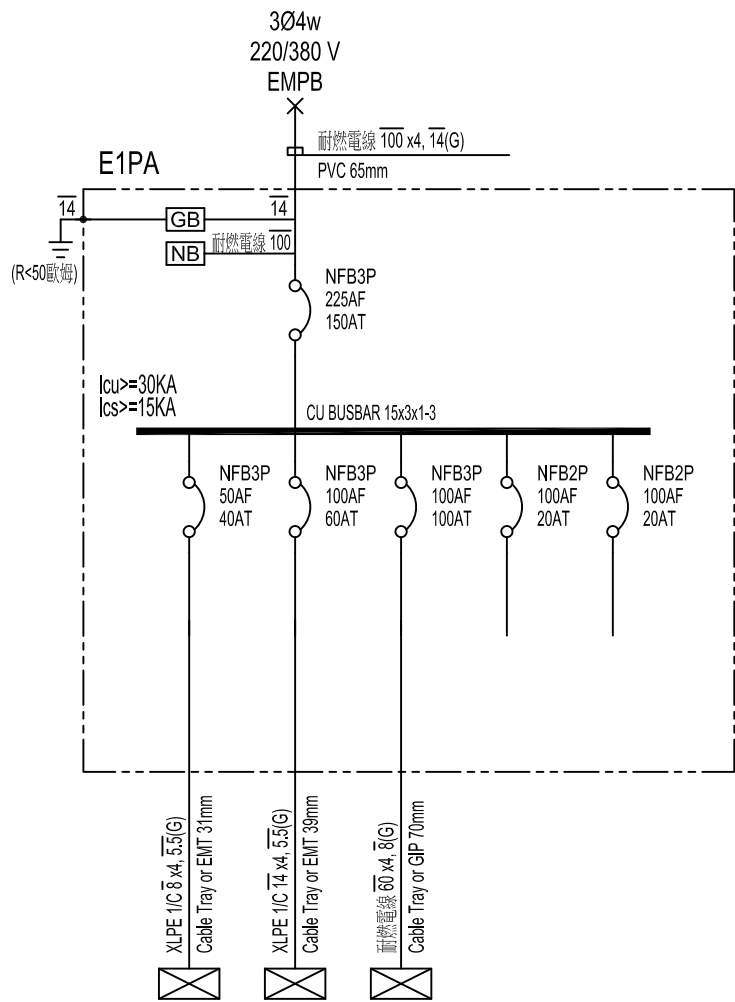 3Ø4w
220/380 V
EMPB
耐燃電線 100 x4, 14(G)
PVC 65mm
E1PA
14
GB
14
NB
耐燃電線 100
(R<50歐姆)
NFB3P
225AF
150AT
Icu>=30KA
Ics>=15KA
CU BUSBAR 15x3x1-3
NFB3P
50AF
40AT
NFB3P
100AF
60AT
NFB3P
100AF
100AT
NFB2P
100AF
20AT
NFB2P
100AF
20AT
XLPE 1/C 8 x4, 5.5(G)
Cable Tray or EMT 31mm
XLPE 1/C 14 x4, 5.5(G)
Cable Tray or EMT 39mm
耐燃電線 60 x4, 8(G)
Cable Tray or GIP 70mm